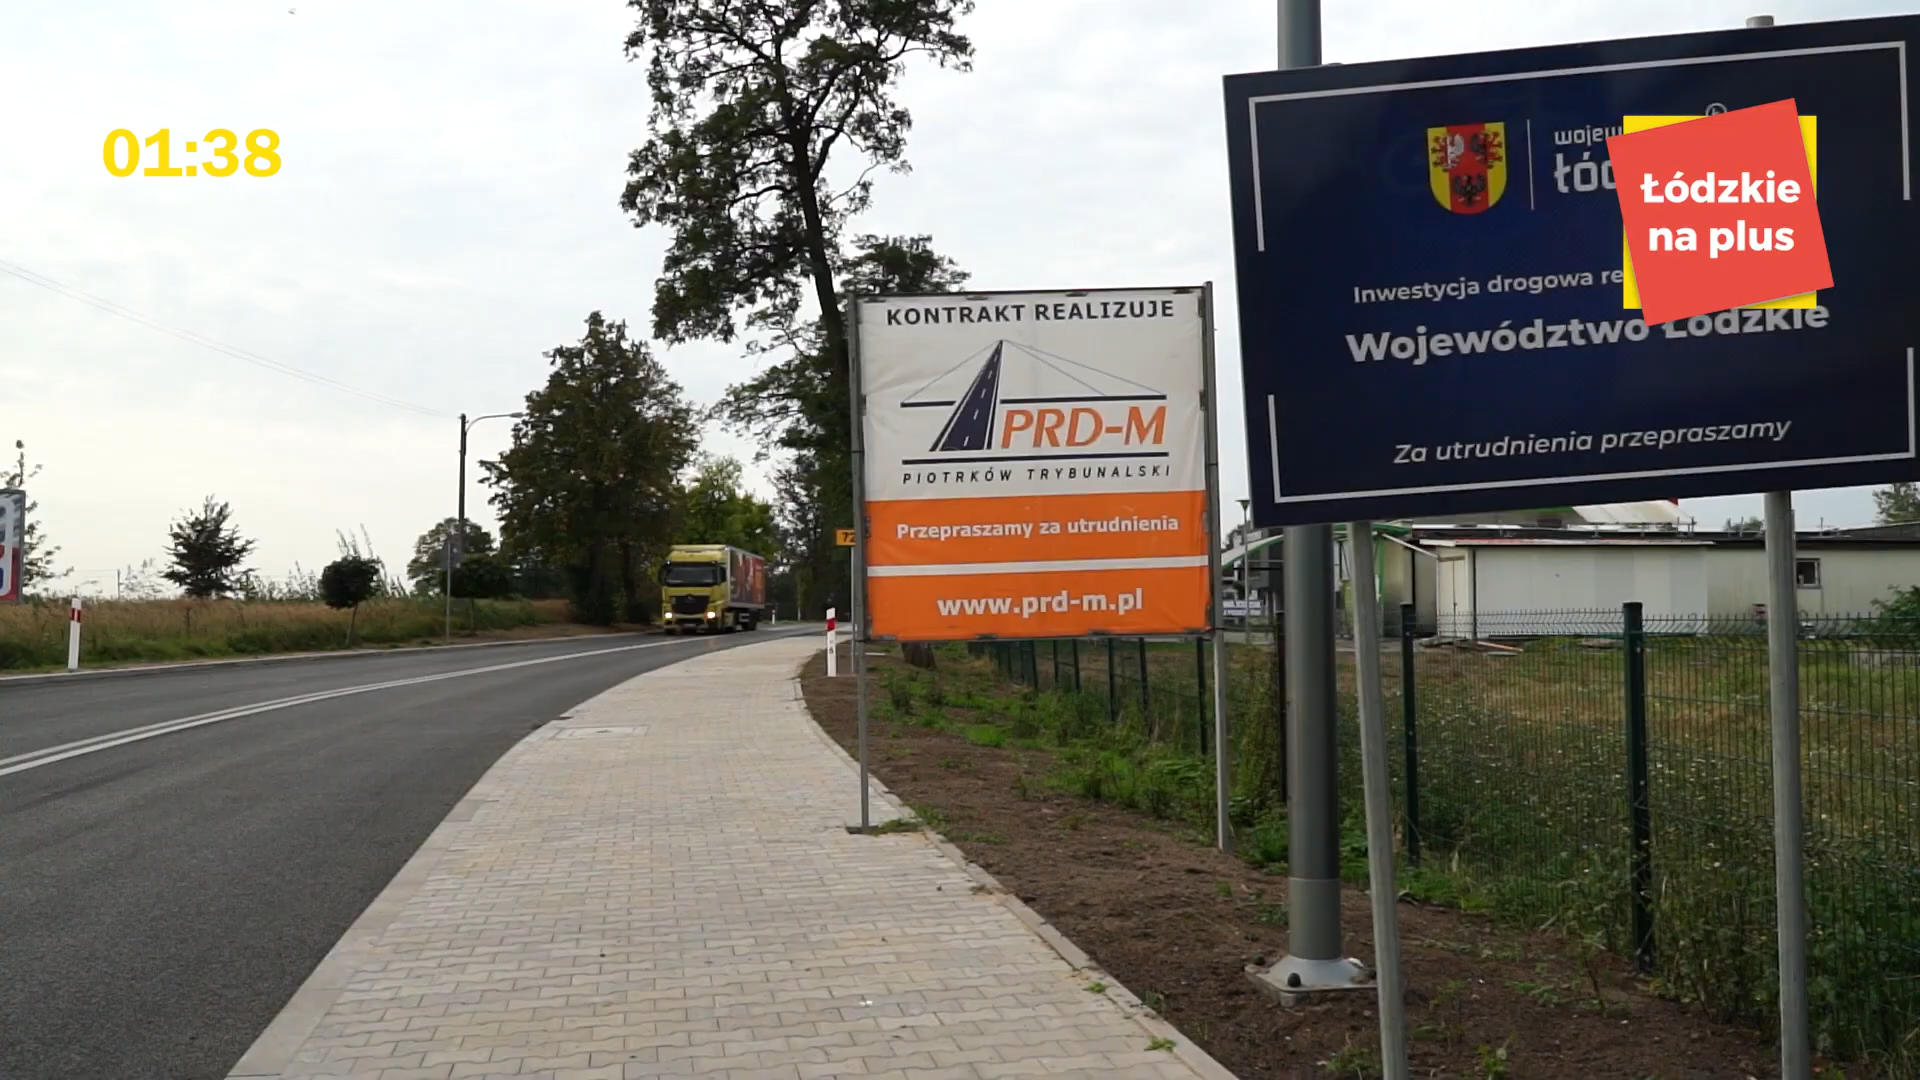 01:38
KONTRAKT REALIZUJE
PRD-M
PIOTRKÓW TRYBUNALSKI
Przepraszamy za utrudnienia
www.prd-m.pl
72
Inwestycja drogowa
Województwo Łódzkie
Za utrudnienia przepraszamy
Łódzkie
na plus